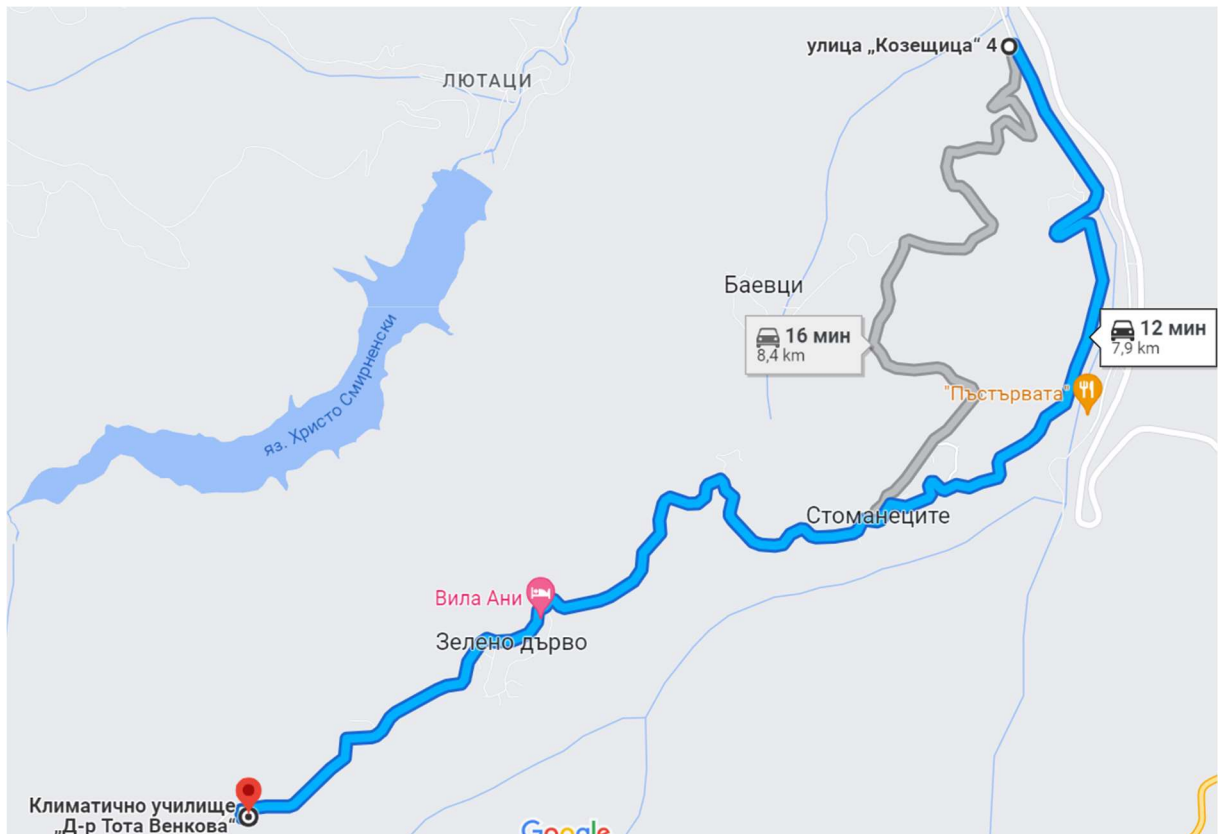 улица „Козещица“ 4
ЛЮТАЦИ
Баевци
16 мин
8,4 km
12 мин
7,9 km
яз. Христо Смирненски
"Пъстървата"
Стоманеците
Вила Ани
Зелено дърво
Климатично училище
„Д-р Тота Венкова“
Google